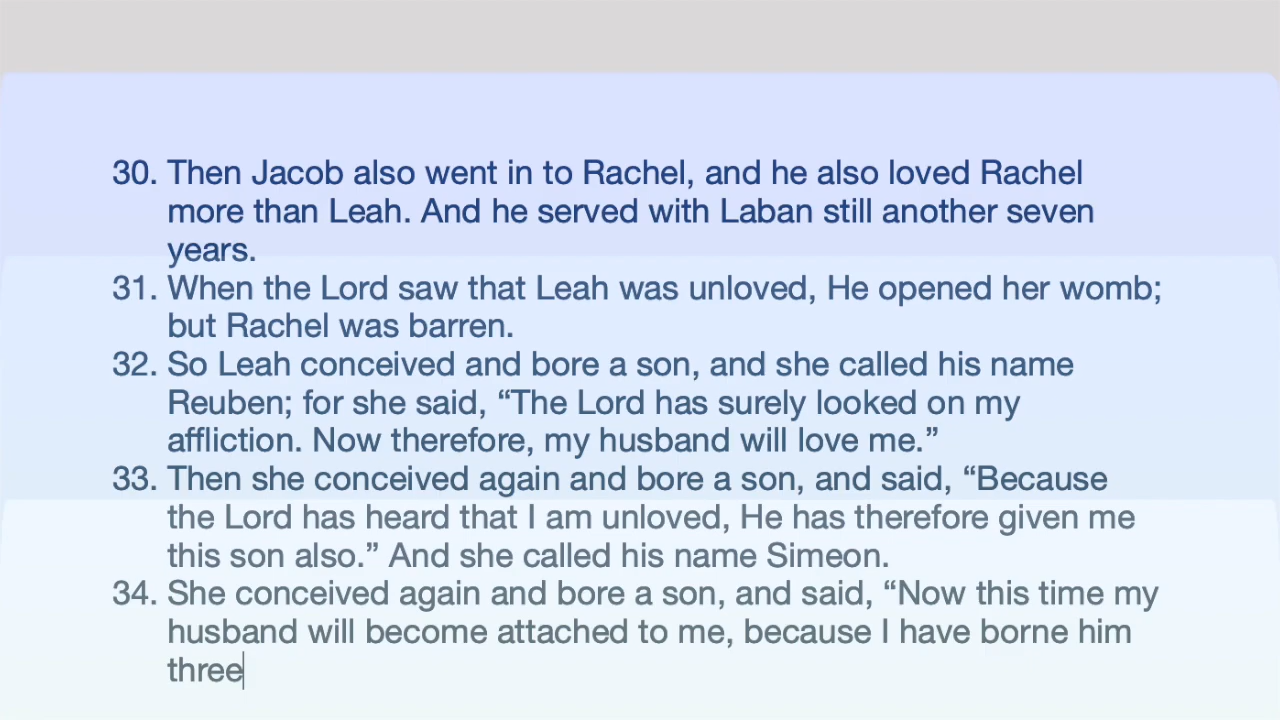 30. Then Jacob also went in to Rachel, and he also loved Rachel
more than Leah. And he served with Laban still another seven
years.
31. When the Lord saw that Leah was unloved, He opened her womb;
but Rachel was barren.
32. So Leah conceived and bore a son, and she called his name
Reuben; for she said, “The Lord has surely looked on my
affliction. Now therefore, my husband will love me.”
33. Then she conceived again and bore a son, and said, “Because
the Lord has heard that I am unloved, He has therefore given me
this son also.” And she called his name Simeon.
34. She conceived again and bore a son, and said, “Now this time my
husband will become attached to me, because I have borne him
three